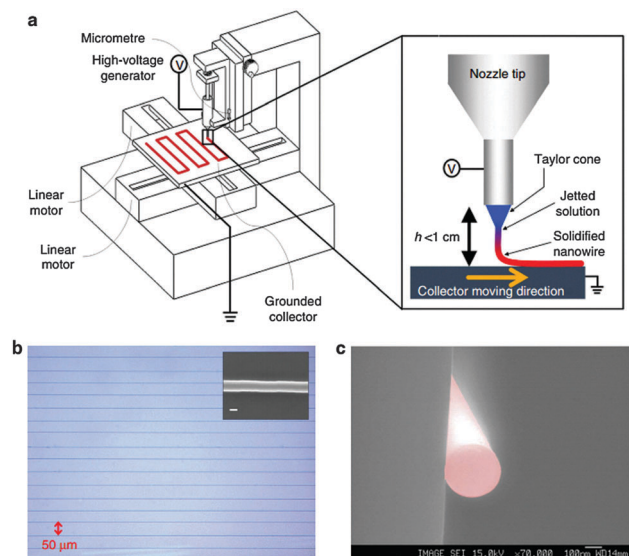 a
Micrometre
High-voltage
generator
V
Linear
motor
Linear
motor
Grounded
collector
Nozzle tip
V
Taylor cone
Jetted
solution
h<1 cm
Solidified
nanowire
Collector moving direction
b
50 µm
c
IMAGE SEI 15.0kV x70,000 100nm WD14mm